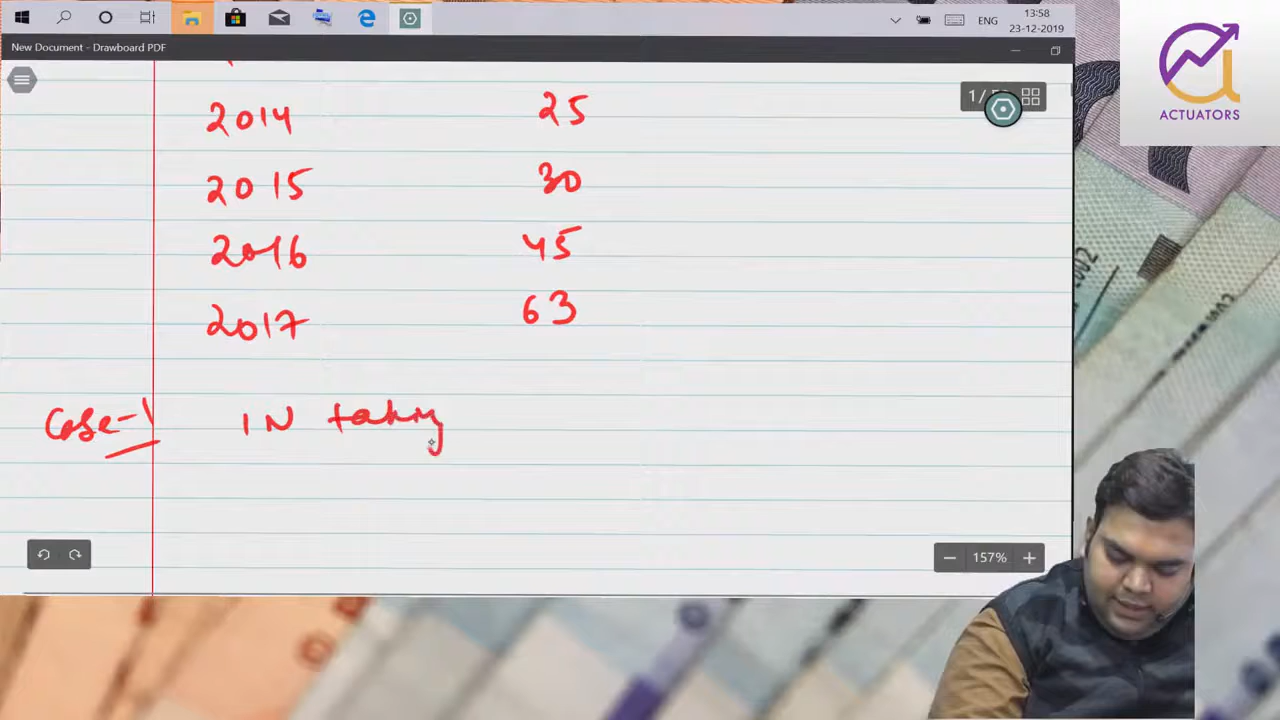 13:58
ENG
23-12-2019
New Document - Drawboard PDF
ACTUATORS
2014 25
2015 30
2016 45
2017 63
Case-1 IN taking
157%